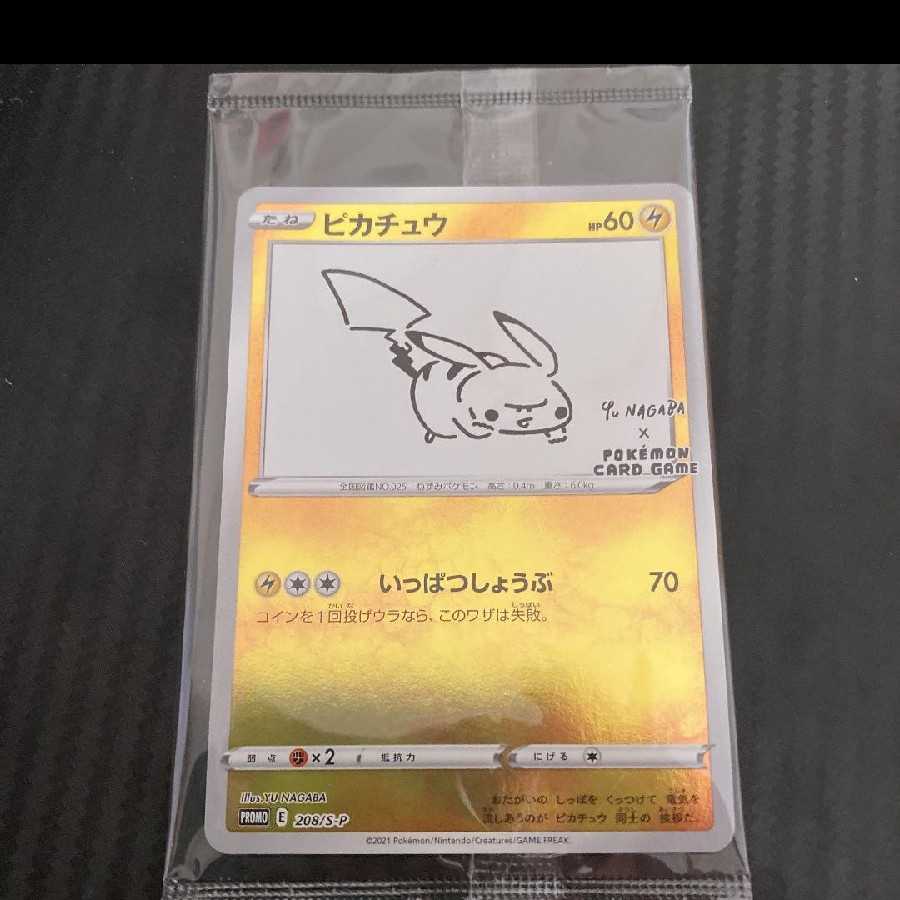 たね ピカチュウ HP60
Yu NAGABA
X
POKÉMON
CARD GAME
全国図鑑NO.025 ねずみポケモン 高さ:0.4m 重さ:6.0kg
いっぱつしょうぶ 70
コインを1回投げウラなら、このワザは失敗。
弱点 ×2 抵抗力 にげる
illus. YU NAGABA
おたがいの しっぽを くっつけて 電気を
PROMO E 208/S-P
流しあうのが ピカチュウ 同士の 挨拶だ。
©2021 Pokémon/Nintendo/Creatures/GAME FREAK.